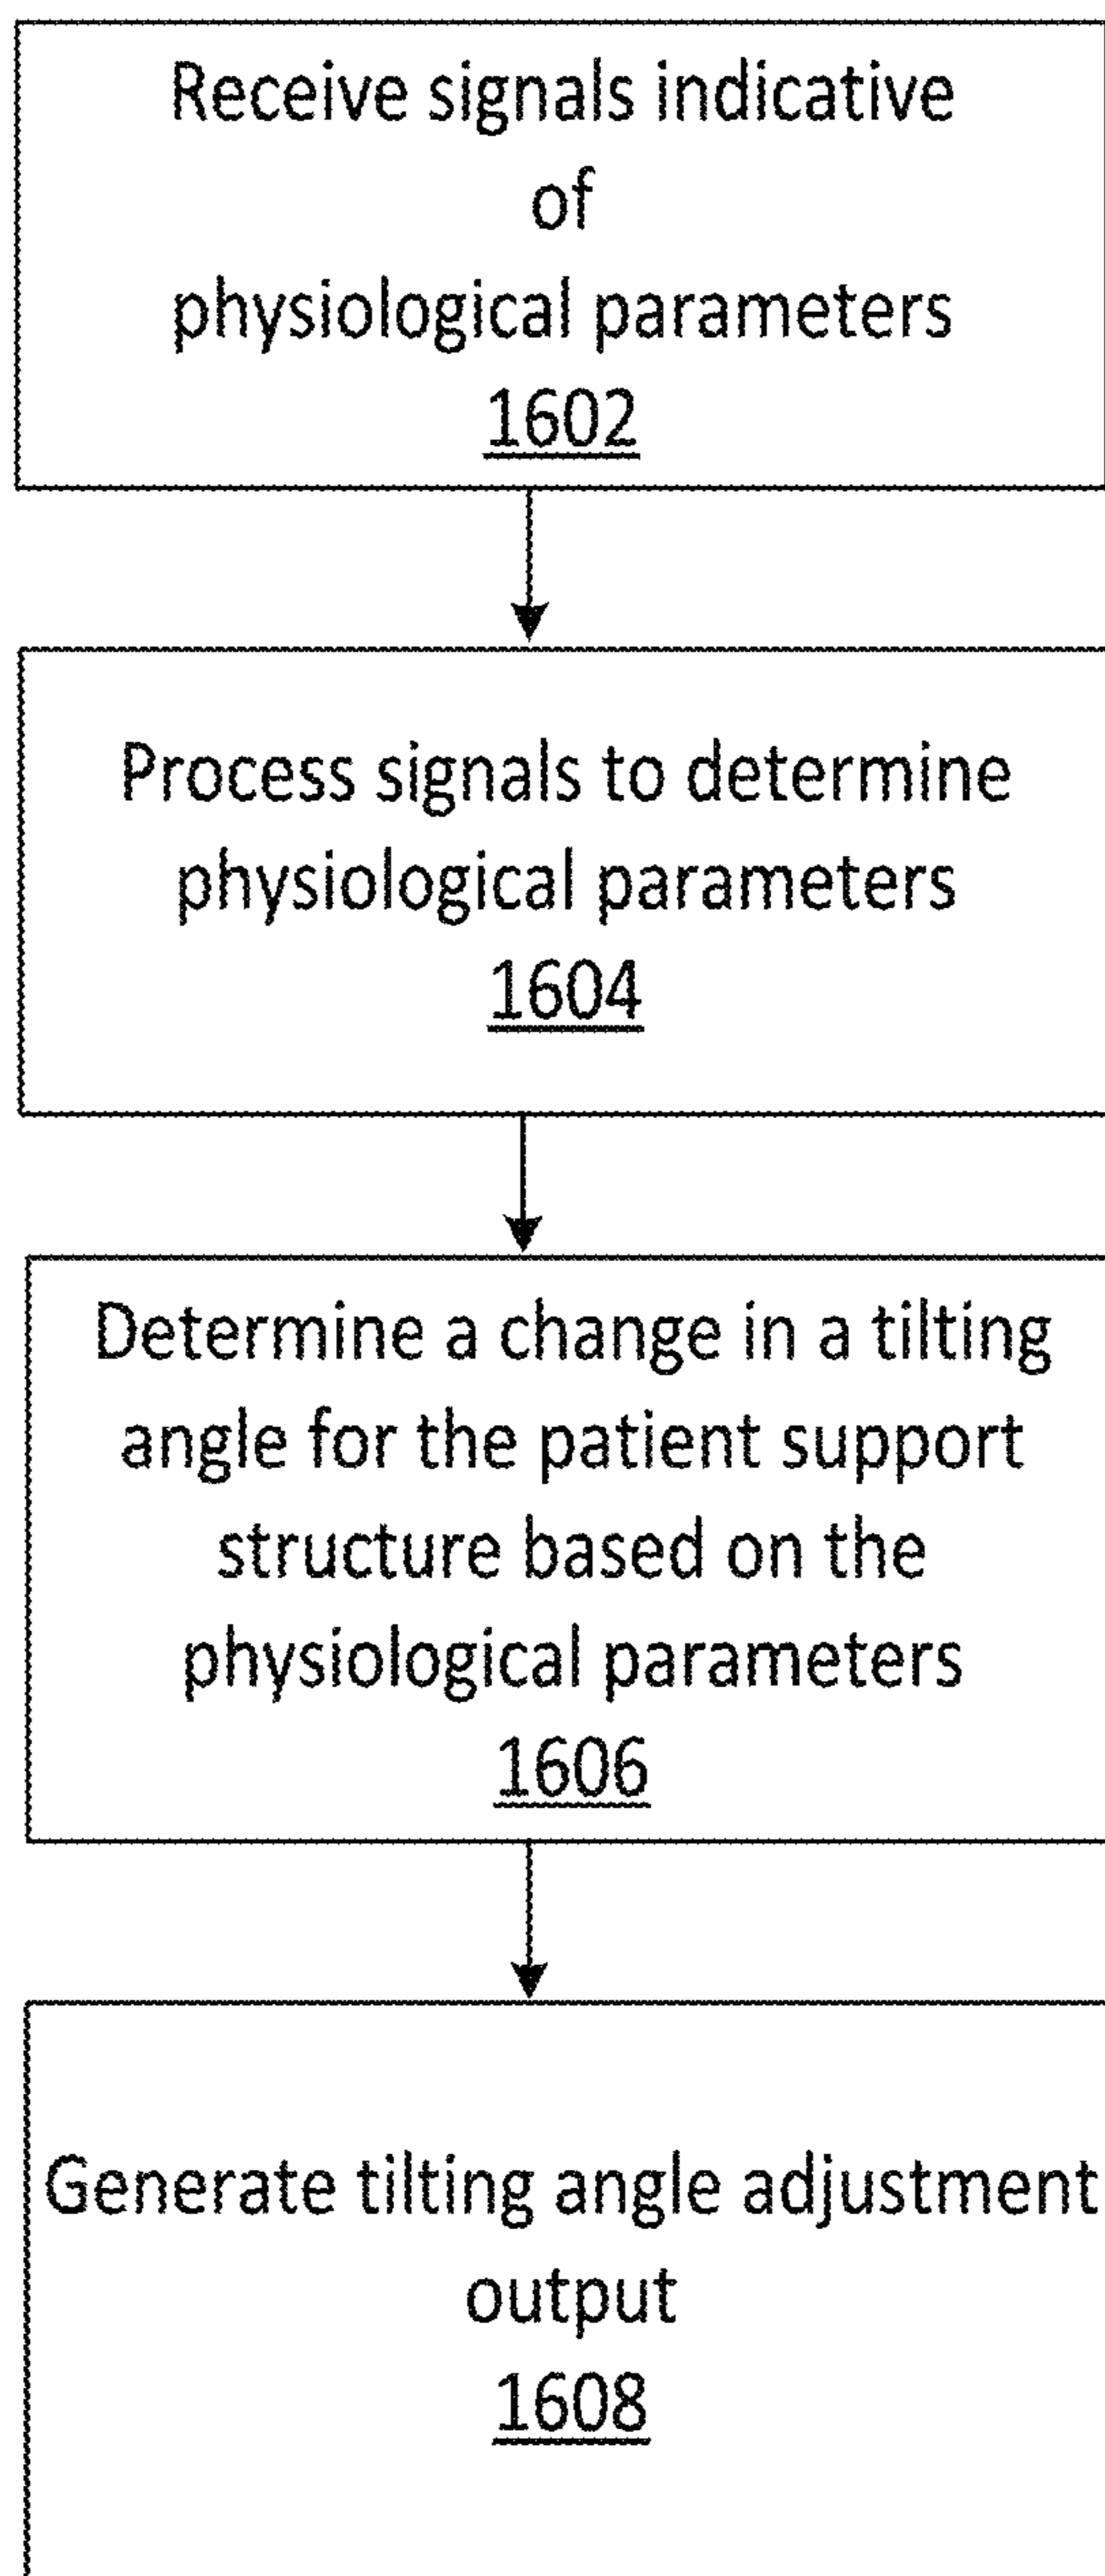 Receive signals indicative
of
physiological parameters
1602
Process signals to determine
physiological parameters
1604
Determine a change in a tilting
angle for the patient support
structure based on the
physiological parameters
1606
Generate tilting angle adjustment
output
1608